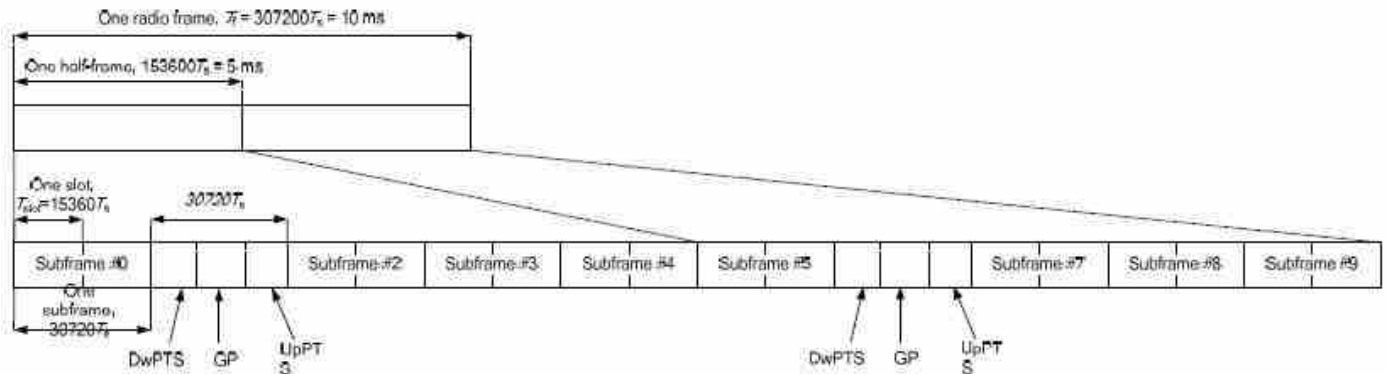 One radio frame, Tf = 307200Ts = 10 ms
One half-frame, 153600Ts = 5 ms
One slot,
Tslot=15360Ts
30720Ts
Subframe #0
Subframe #2
Subframe #3
Subframe #4
Subframe #5
Subframe #7
Subframe #8
Subframe #9
One
subframe,
30720Ts
DwPTS
GP
UpPT
S
DwPTS
GP
UpPT
S